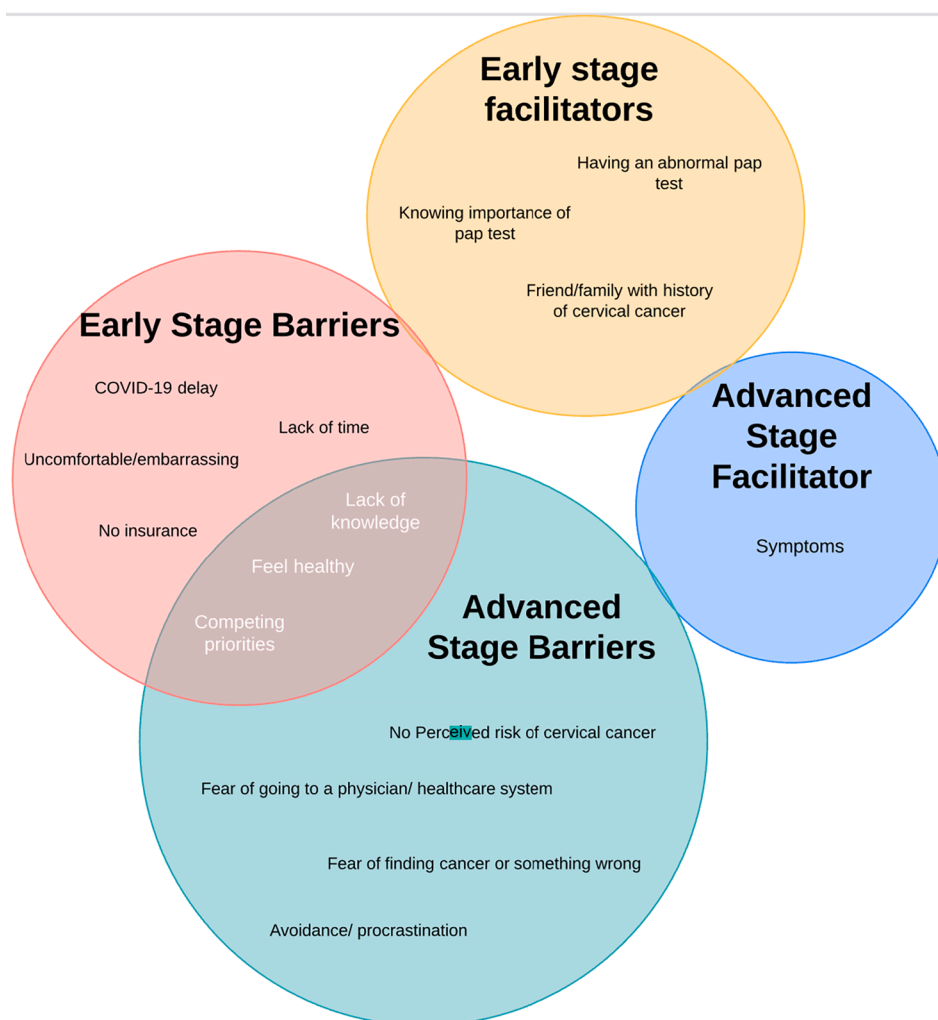 Early stage
facilitators
Having an abnormal pap
test
Knowing importance of
pap test
Friend/family with history
of cervical cancer
Early Stage Barriers
COVID-19 delay
Lack of time
Uncomfortable/embarrassing
No insurance
Lack of
knowledge
Feel healthy
Competing
priorities
Advanced
Stage
Facilitator
Symptoms
Advanced
Stage Barriers
No Perceived risk of cervical cancer
Fear of going to a physician/ healthcare system
Fear of finding cancer or something wrong
Avoidance/ procrastination